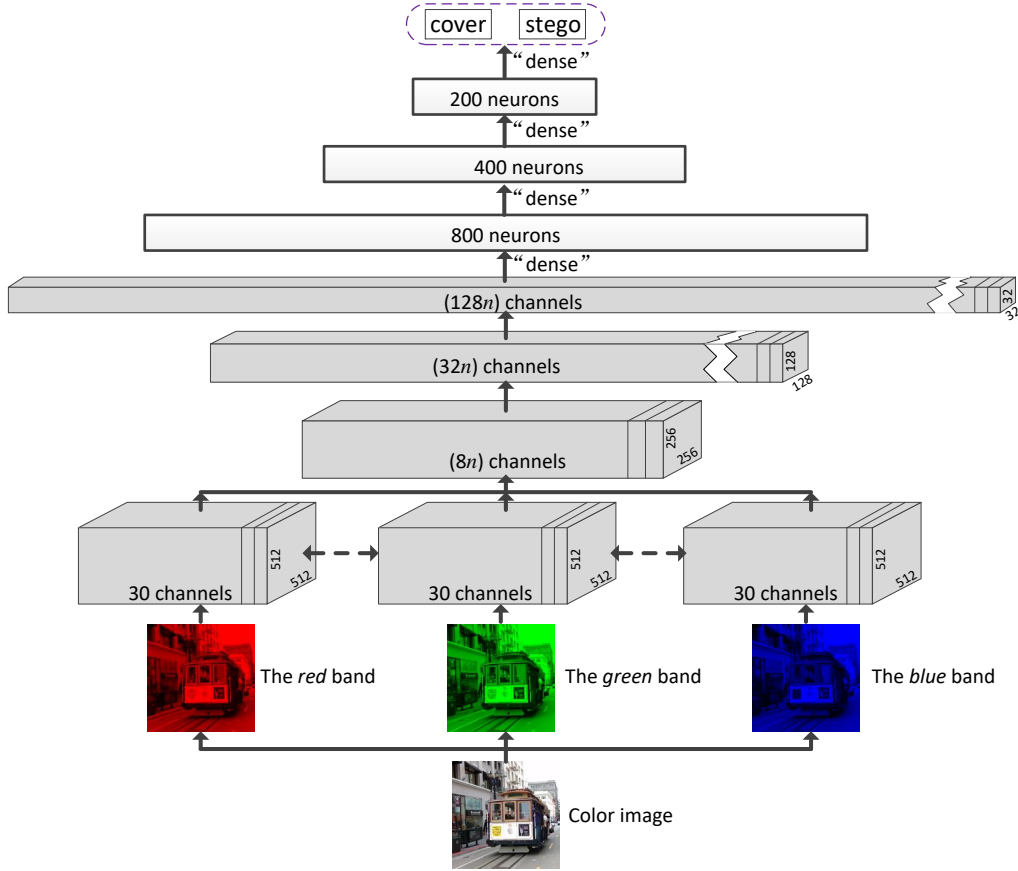 cover stego
“dense”
200 neurons
“dense”
400 neurons
“dense”
800 neurons
“dense”
(128n) channels
32
32
(32n) channels
128
128
(8n) channels
256
256
30 channels
512
512
30 channels
512
512
30 channels
512
512
The red band
The green band
The blue band
Color image